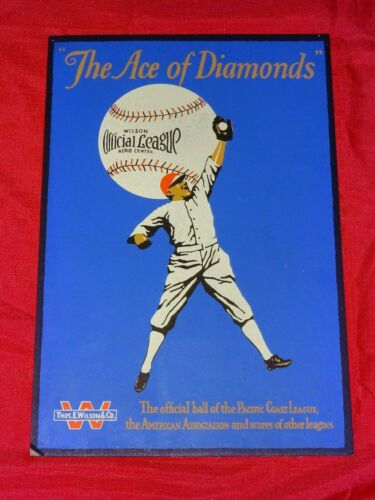 "The Ace of Diamonds"
WILSON
Official League
AERO CENTER
W
THOS. E. WILSON & CO.
The official ball of the PACIFIC COAST LEAGUE,
the AMERICAN ASSOCIATION and scores of other leagues